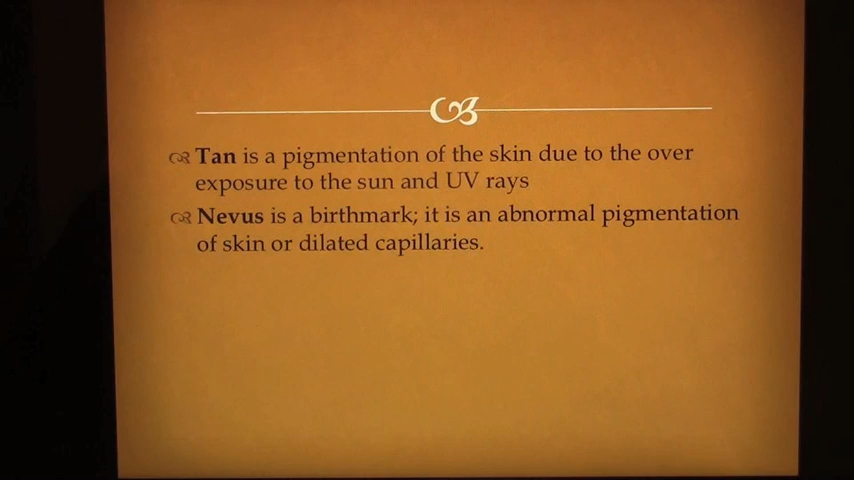 Tan is a pigmentation of the skin due to the over
exposure to the sun and UV rays
Nevus is a birthmark; it is an abnormal pigmentation
of skin or dilated capillaries.